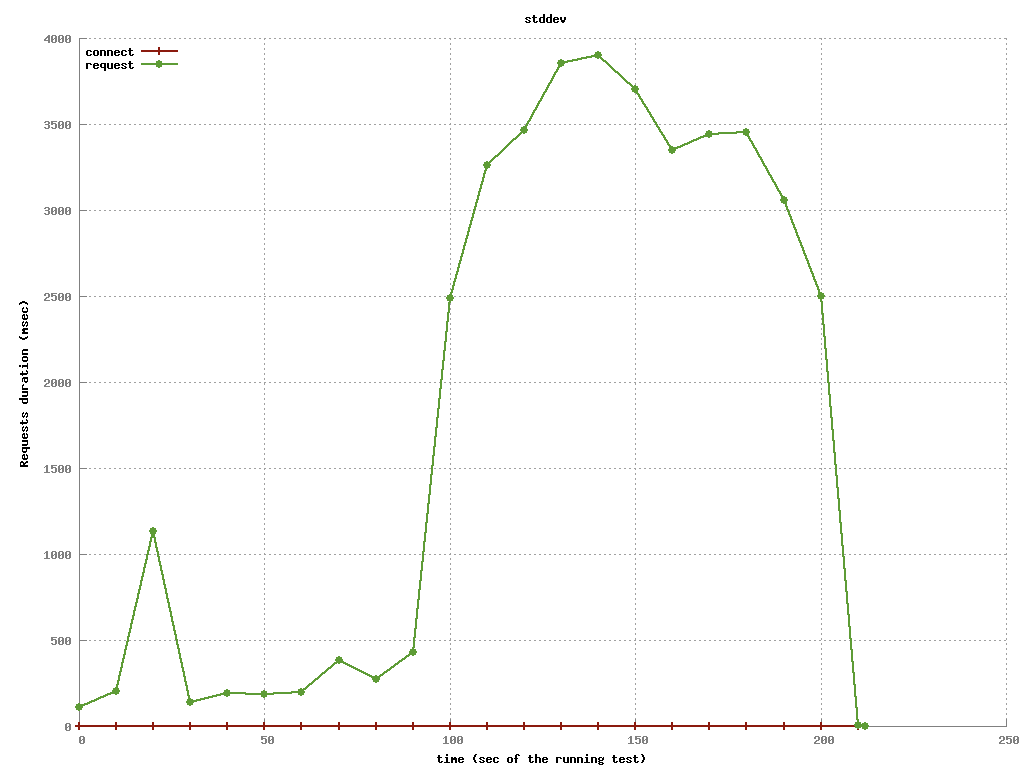 stddev
connect
request
4000
3500
3000
2500
2000
1500
1000
500
0
Requests duration (msec)
0 50 100 150 200 250
time (sec of the running test)